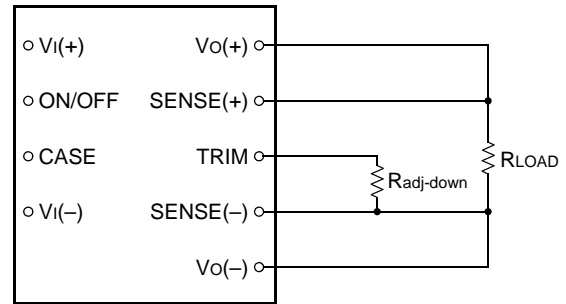 VI(+)
VO(+)
ON/OFF
SENSE(+)
CASE
TRIM
RLOAD
Radj-down
VI(–)
SENSE(–)
VO(–)